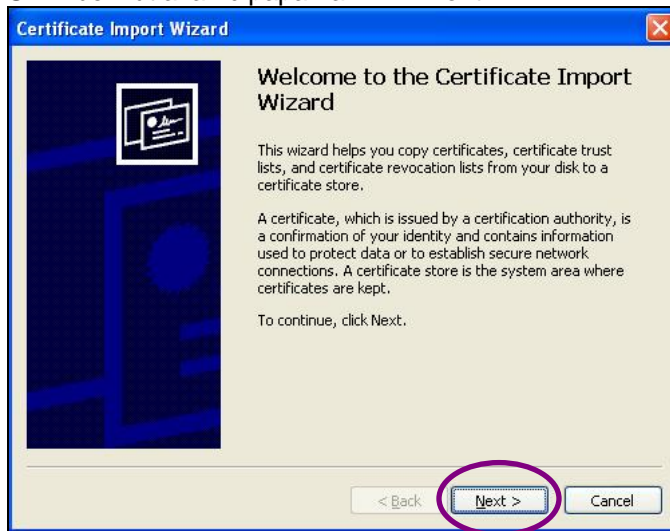 Certificate Import Wizard
Welcome to the Certificate Import
Wizard
This wizard helps you copy certificates, certificate trust
lists, and certificate revocation lists from your disk to a
certificate store.
A certificate, which is issued by a certification authority, is
a confirmation of your identity and contains information
used to protect data or to establish secure network
connections. A certificate store is the system area where
certificates are kept.
To continue, click Next.
< Back
Next >
Cancel